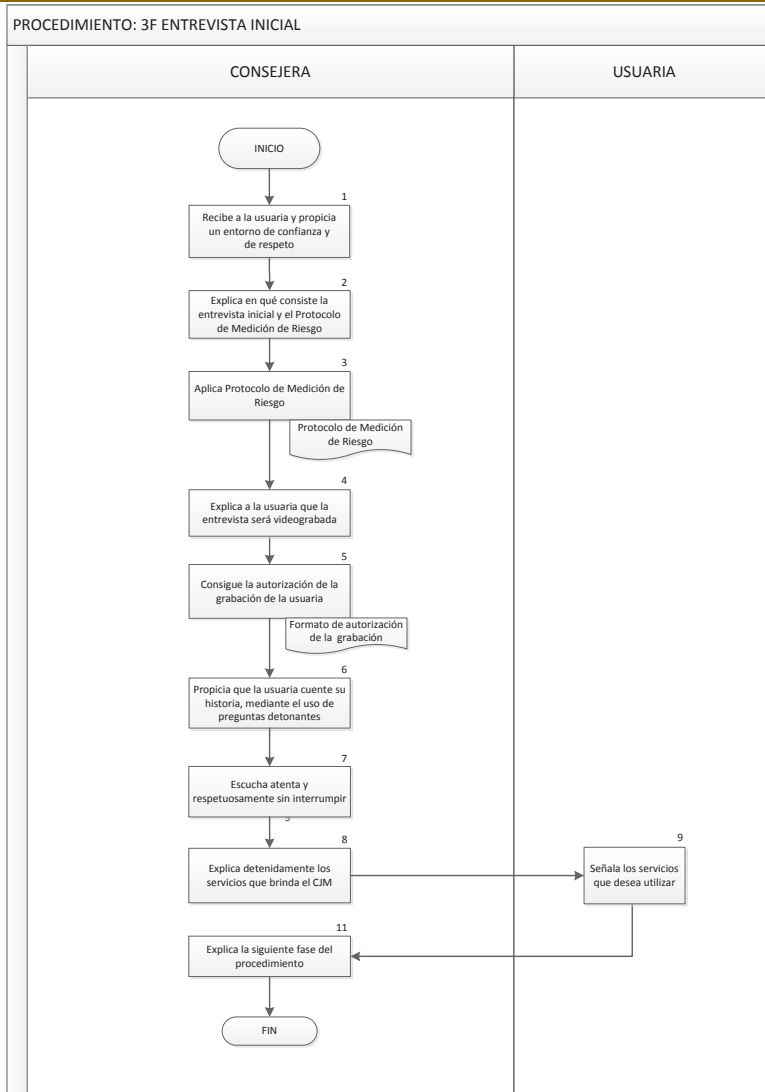 PROCEDIMIENTO: 3F ENTREVISTA INICIAL
CONSEJERA
USUARIA
INICIO
1
Recibe a la usuaria y propicia
un entorno de confianza y
de respeto
2
Explica en qué consiste la
entrevista inicial y el Protocolo
de Medición de Riesgo
3
Aplica Protocolo de Medición de
Riesgo
Protocolo de Medición
de Riesgo
4
Explica a la usuaria que la
entrevista será videograbada
5
Consigue la autorización de la
grabación de la usuaria
Formato de autorización
de la grabación
6
Propicia que la usuaria cuente su
historia, mediante el uso de
preguntas detonantes
7
Escucha atenta y
respetuosamente sin interrumpir
8
Explica detenidamente los
servicios que brinda el CJM
9
Señala los servicios
que desea utilizar
11
Explica la siguiente fase del
procedimiento
FIN